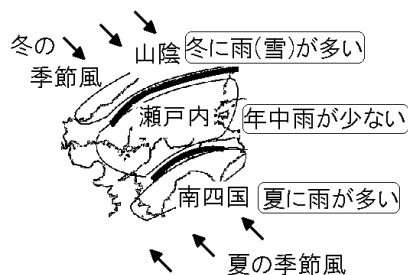 冬の
季節風
山陰
冬に雨(雪)が多い
瀬戸内
年中雨が少ない
南四国
夏に雨が多い
夏の季節風